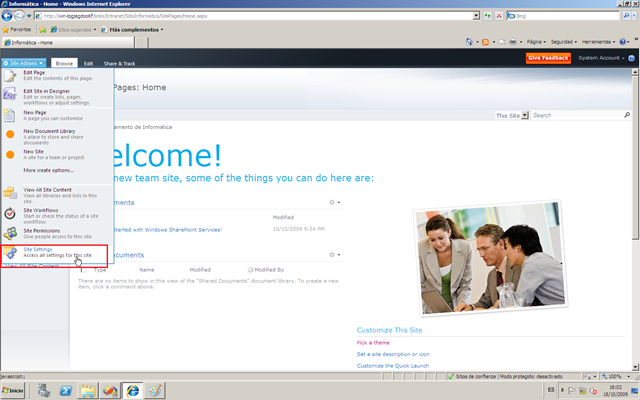 Informática - Home - Windows Internet Explorer
/sites/Intranet/SiteInformatica/SitePages/home.aspx
Bing
Favoritos
Sitios sugeridos
Más complementos
Informática - Home
Página
Seguridad
Herramientas
Site Actions
Browse
Edit
Share & Track
Give Feedback
System Account
Edit Page
Edit the contents of this page.
Edit Site in Designer
Edit or create lists, pages,
workflows or adjust settings.
New Page
A page you can customize
New Document Library
A place to store and share
documents
New Site
A site for a team or project
More create options...
View All Site Content
View all libraries and lists in this
site.
Site Workflows
Start or check the status of a site
workflow.
Site Permissions
Give people access to this site
Site Settings
Access all settings for this site
View All Site Content
Pages: Home
This Site
Search
amento de Informática
elcome!
new team site, some of the things you can do here are:
ments
Modified
Started with Windows SharePoint Services!
10/15/2009 9:34 PM
ocuments
Type
Name
Modified
Modified By
There are no items to show in this view of the "Shared Documents" document library. To create a new
item, click a command above.
Customize This Site
Pick a theme
Set a site description or icon
Customize the Quick Launch
javascript:;
Sitios de confianza | Modo protegido: desactivado
100%
Inicio
ES
16:02
18/10/2009